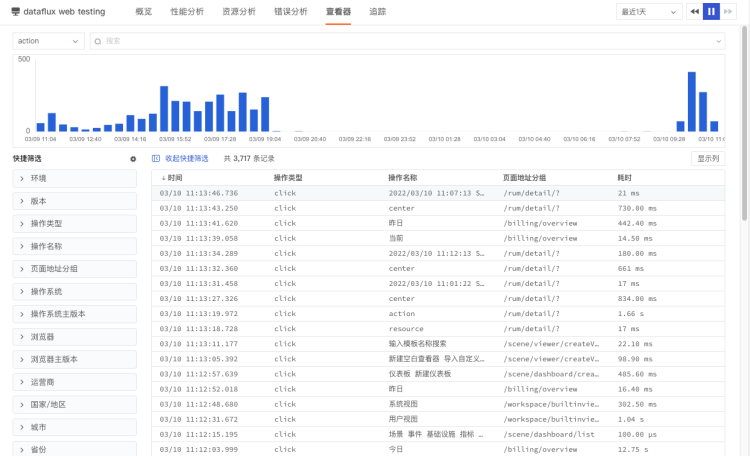 dataflux web testing 概览 性能分析 资源分析 错误分析 查看器 追踪 最近1天
action 搜索
500
0
03/09 11:04 03/09 12:40 03/09 14:16 03/09 15:52 03/09 17:28 03/09 19:04 03/09 20:40 03/09 22:16 03/09 23:52 03/10 01:28 03/10 03:04 03/10 04:40 03/10 06:16 03/10 07:52 03/10 09:28 03/10 11:0
快捷筛选 收起快捷筛选 共 3,717 条记录 显示列
时间 操作类型 操作名称 页面地址分组 耗时
环境
版本
操作类型
操作名称
页面地址分组
操作系统
操作系统主版本
浏览器
浏览器主版本
运营商
国家/地区
城市
省份
03/10 11:13:46.736 click 2022/03/10 11:07:13 S… /rum/detail/? 21 ms
03/10 11:13:43.250 click center /rum/detail/? 730.00 ms
03/10 11:13:41.620 click 昨日 /billing/overview 442.40 ms
03/10 11:13:39.058 click 当前 /billing/overview 14.50 ms
03/10 11:13:34.289 click 2022/03/10 11:12:13 S… /rum/detail/? 180.00 ms
03/10 11:13:32.360 click center /rum/detail/? 661 ms
03/10 11:13:31.458 click 2022/03/10 11:01:22 S… /rum/detail/? 17 ms
03/10 11:13:27.326 click center /rum/detail/? 834.00 ms
03/10 11:13:19.972 click action /rum/detail/? 1.66 s
03/10 11:13:18.728 click resource /rum/detail/? 17 ms
03/10 11:13:11.177 click 输入模板名称搜索 /scene/viewer/createV… 22.10 ms
03/10 11:13:05.392 click 新建空白查看器 导入自定义… /scene/viewer/createV… 98.90 ms
03/10 11:12:57.639 click 仪表板 新建仪表板 /scene/dashboard/crea… 485.60 ms
03/10 11:12:52.018 click 昨日 /billing/overview 16.40 ms
03/10 11:12:48.680 click 系统视图 /workspace/builtinvie… 302.50 ms
03/10 11:12:31.672 click 用户视图 /workspace/builtinvie… 1.04 s
03/10 11:12:15.195 click 场景 事件 基础设施 指标 … /scene/dashboard/list 100.00 μs
03/10 11:12:03.999 click 今日 /billing/overview 12.75 s